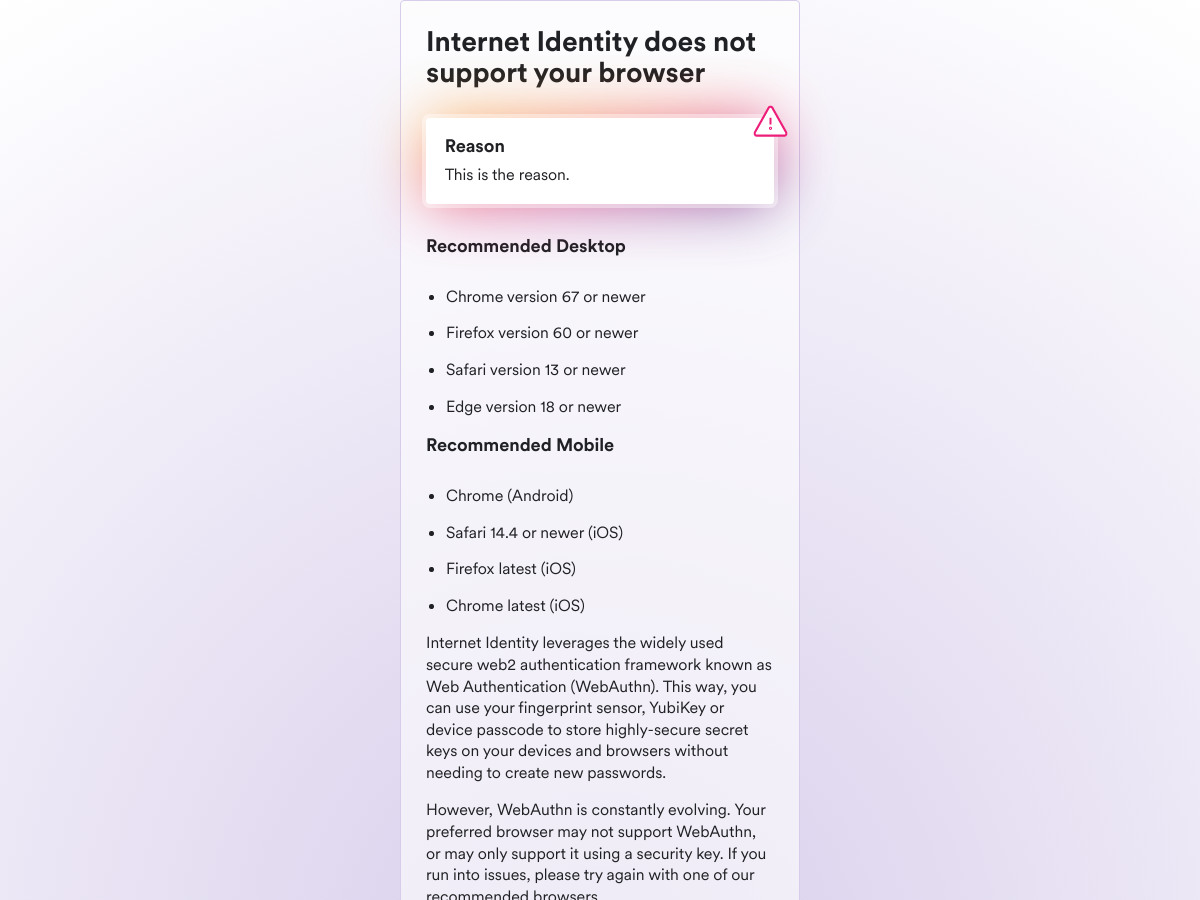 Internet Identity does not
support your browser
Reason
This is the reason.
Recommended Desktop
• Chrome version 67 or newer
• Firefox version 60 or newer
• Safari version 13 or newer
• Edge version 18 or newer
Recommended Mobile
• Chrome (Android)
• Safari 14.4 or newer (iOS)
• Firefox latest (iOS)
• Chrome latest (iOS)
Internet Identity leverages the widely used
secure web2 authentication framework known as
Web Authentication (WebAuthn). This way, you
can use your fingerprint sensor, YubiKey or
device passcode to store highly-secure secret
keys on your devices and browsers without
needing to create new passwords.
However, WebAuthn is constantly evolving. Your
preferred browser may not support WebAuthn,
or may only support it using a security key. If you
run into issues, please try again with one of our
recommended browsers.